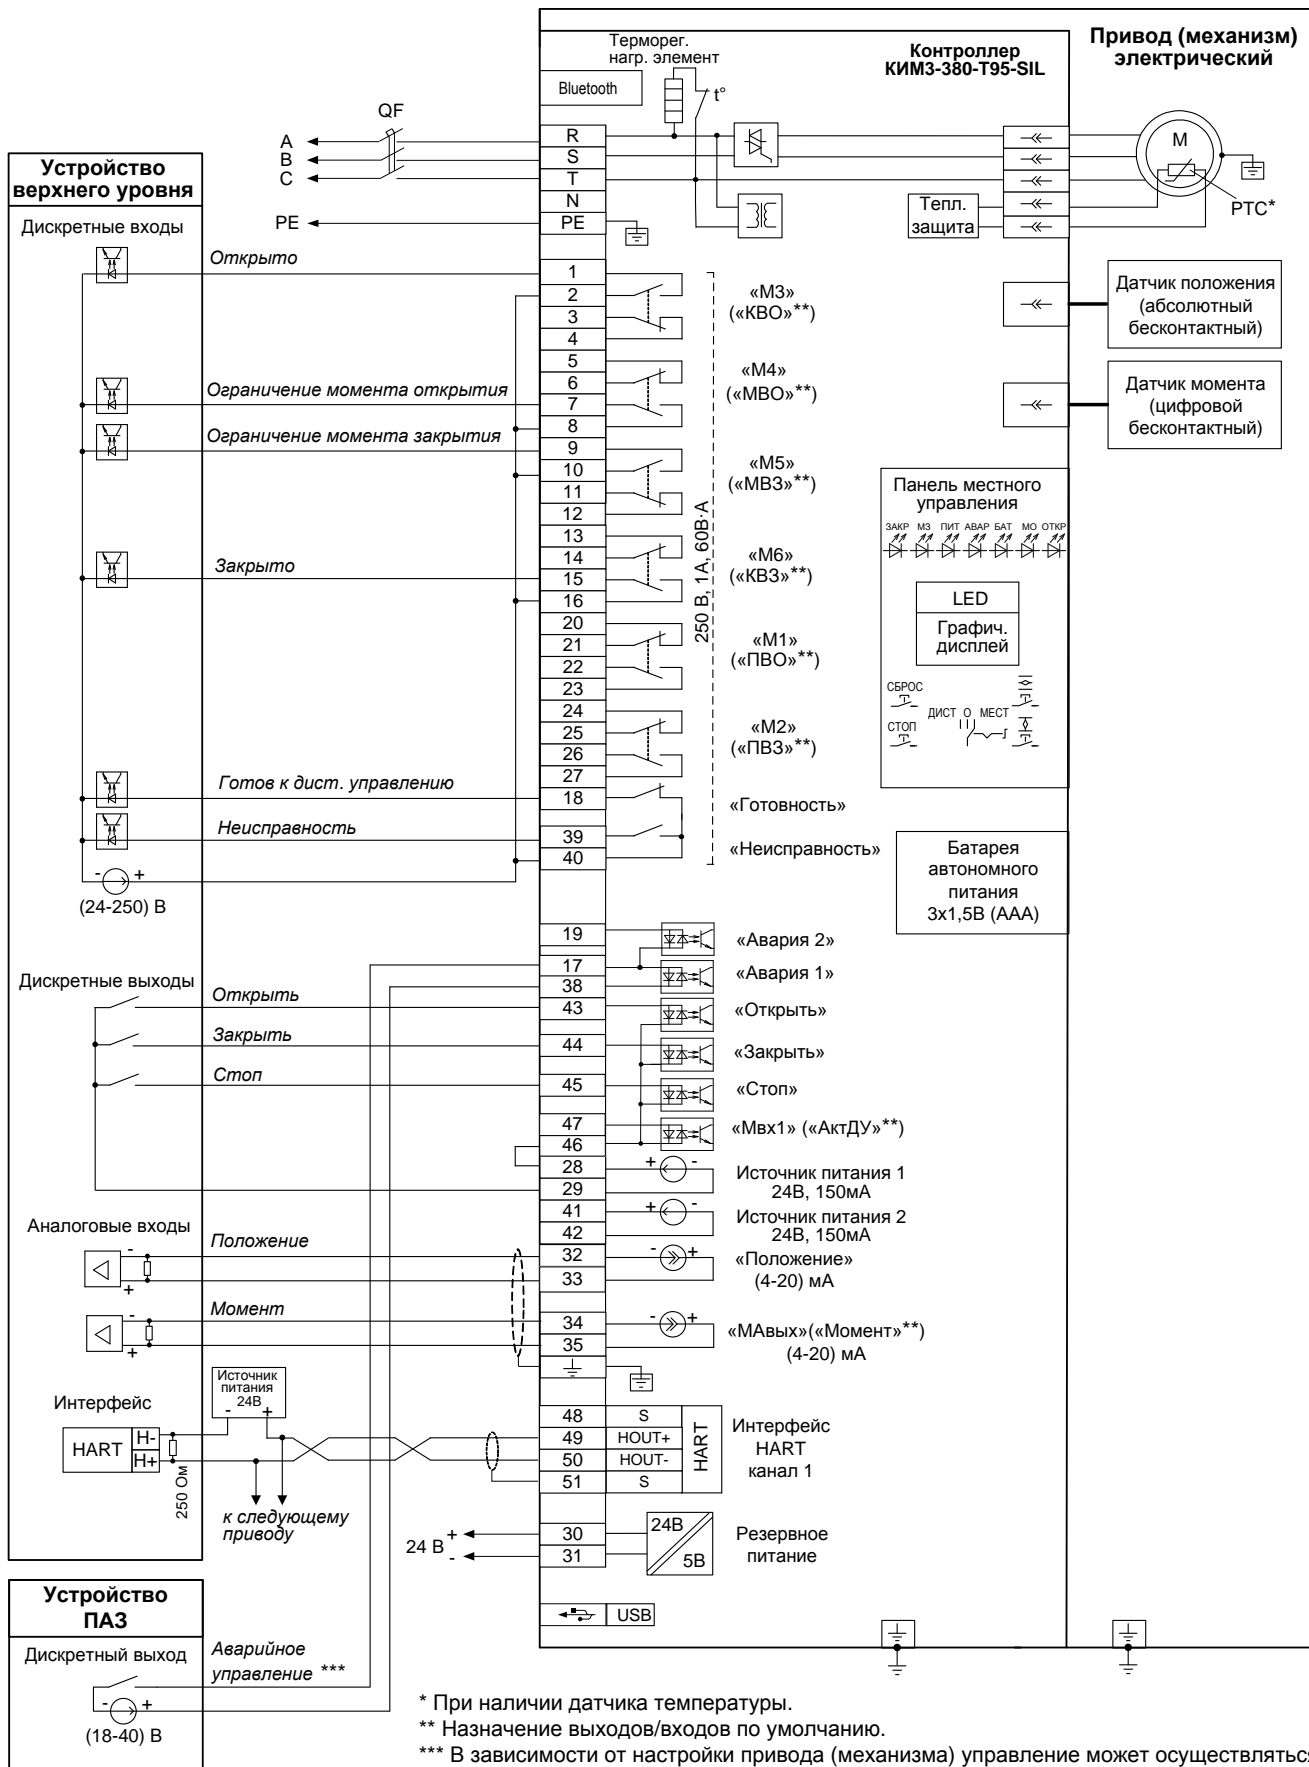 Привод (механизм)
электрический
Контроллер
КИМ3-380-Т95-SIL
Терморег.
нагр. элемент
t°
Bluetooth
QF
A
B
C
PE
R
S
T
N
PE
M
PTC*
Тепл.
защита
Устройство
верхнего уровня
Дискретные входы
Открыто
Ограничение момента открытия
Ограничение момента закрытия
Закрыто
Готов к дист. управлению
Неисправность
- +
(24-250) В
1
2
3
4
5
6
7
8
9
10
11
12
13
14
15
16
20
21
22
23
24
25
26
27
18
39
40
250 В, 1А, 60В·А
«М3»
(«КВО»**)
«М4»
(«МВО»**)
«М5»
(«МВЗ»**)
«М6»
(«КВЗ»**)
«М1»
(«ПВО»**)
«М2»
(«ПВЗ»**)
«Готовность»
«Неисправность»
Датчик положения
(абсолютный
бесконтактный)
Датчик момента
(цифровой
бесконтактный)
Панель местного
управления
ЗАКР МЗ ПИТ АВАР БАТ МО ОТКР
LED
Графич.
дисплей
СБРОС
СТОП
ДИСТ О МЕСТ
Батарея
автономного
питания
3х1,5В (ААА)
Дискретные выходы
Открыть
Закрыть
Стоп
19
17
38
43
44
45
47
46
28
29
41
42
32
33
34
35
«Авария 2»
«Авария 1»
«Открыть»
«Закрыть»
«Стоп»
«Мвх1» («АктДУ»**)
+ -
Источник питания 1
24В, 150мА
+ -
Источник питания 2
24В, 150мА
- +
«Положение»
(4-20) мА
- +
«МАвых»(«Момент»**)
(4-20) мА
Аналоговые входы
Положение
-
+
Момент
-
+
Интерфейс
HART
H-
H+
250 Ом
Источник
питания
24В
- +
к следующему
приводу
48 S
49 HOUT+
50 HOUT-
51 S
HART
Интерфейс
HART
канал 1
24 В
+
-
30
31
24В
5В
Резервное
питание
USB
Устройство
ПАЗ
Дискретный выход
Аварийное
управление ***
- +
(18-40) В
* При наличии датчика температуры.
** Назначение выходов/входов по умолчанию.
*** В зависимости от настройки привода (механизма) управление может осуществляться